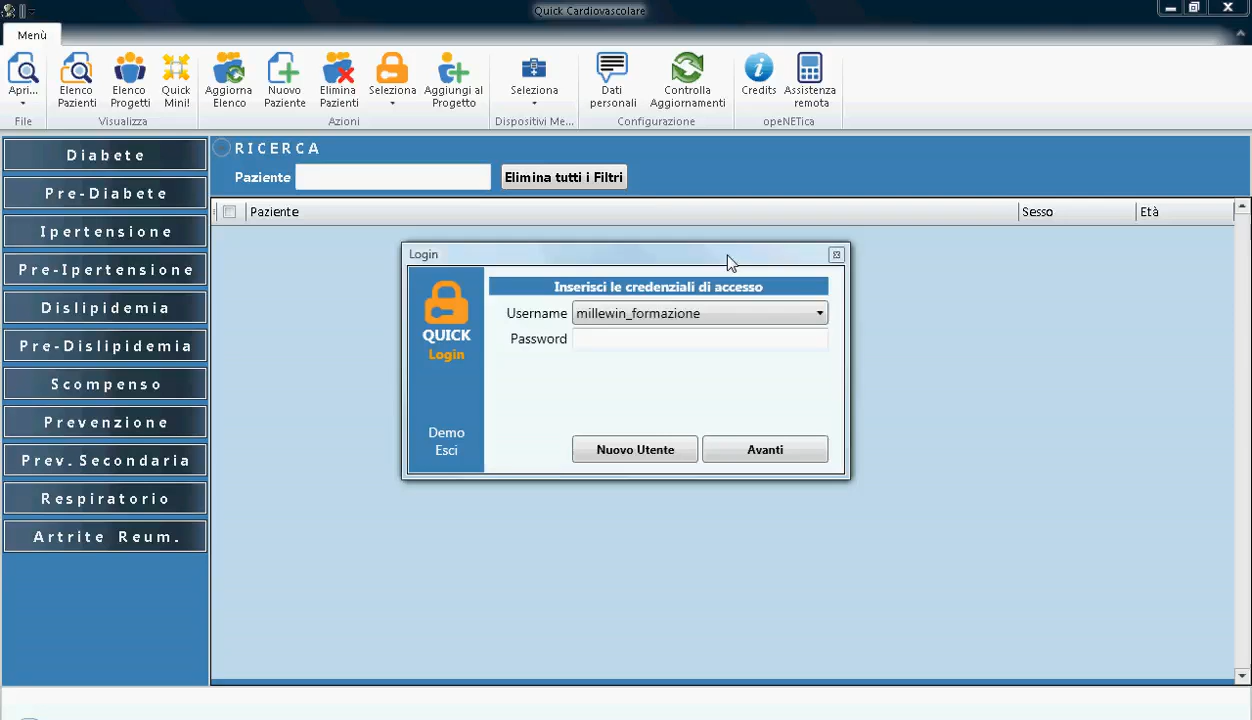 Quick Cardiovascolare
Menù
Apri...
Elenco Pazienti
Elenco Progetti
Quick Mini!
Aggiorna Elenco
Nuovo Paziente
Elimina Pazienti
Seleziona
Aggiungi al Progetto
Seleziona
Dati personali
Controlla Aggiornamenti
Credits
Assistenza remota
File
Visualizza
Azioni
Dispositivi Me...
Configurazione
opeNETica
Diabete
Pre-Diabete
Ipertensione
Pre-Ipertensione
Dislipidemia
Pre-Dislipidemia
Scompenso
Prevenzione
Prev.Secondaria
Respiratorio
Artrite Reum.
RICERCA
Paziente
Elimina tutti i Filtri
Paziente
Sesso
Età
Login
Inserisci le credenziali di accesso
Username
millewin_formazione
Password
QUICK
Login
Demo
Esci
Nuovo Utente
Avanti